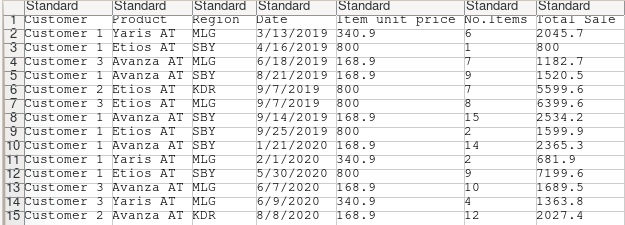 Standard Standard Standard Standard Standard Standard Standard
1 Customer Product Region Date Item unit price No.Items Total Sale
2 Customer 1 Yaris AT MLG 3/13/2019 340.9 6 2045.7
3 Customer 1 Etios AT SBY 4/16/2019 800 1 800
4 Customer 3 Avanza AT MLG 6/18/2019 168.9 7 1182.7
5 Customer 1 Avanza AT SBY 8/21/2019 168.9 9 1520.5
6 Customer 2 Etios AT KDR 9/7/2019 800 7 5599.6
7 Customer 3 Etios AT MLG 9/7/2019 800 8 6399.6
8 Customer 1 Avanza AT SBY 9/14/2019 168.9 15 2534.2
9 Customer 1 Etios AT SBY 9/25/2019 800 2 1599.9
10 Customer 1 Avanza AT SBY 1/21/2020 168.9 14 2365.3
11 Customer 1 Yaris AT MLG 2/1/2020 340.9 2 681.9
12 Customer 1 Etios AT SBY 5/30/2020 800 9 7199.6
13 Customer 3 Avanza AT MLG 6/7/2020 168.9 10 1689.5
14 Customer 3 Yaris AT MLG 6/9/2020 340.9 4 1363.8
15 Customer 2 Avanza AT KDR 8/8/2020 168.9 12 2027.4